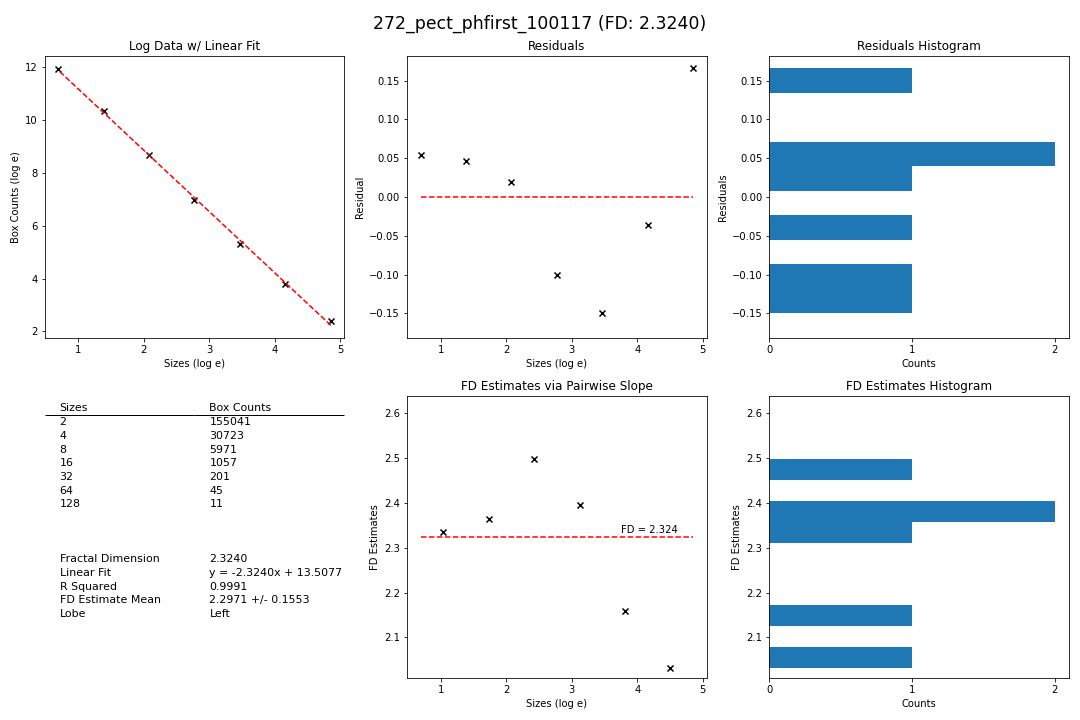 272_pect_phfirst_100117 (FD: 2.3240)
Log Data w/ Linear Fit
Box Counts (log e)
12
10
8
6
4
2
1 2 3 4 5
Sizes (log e)
Residuals
Residual
0.15
0.10
0.05
0.00
−0.05
−0.10
−0.15
1 2 3 4 5
Sizes (log e)
Residuals Histogram
Residuals
0.15
0.10
0.05
0.00
−0.05
−0.10
−0.15
0 1 2
Counts
Sizes Box Counts
2 155041
4 30723
8 5971
16 1057
32 201
64 45
128 11
Fractal Dimension 2.3240
Linear Fit y = -2.3240x + 13.5077
R Squared 0.9991
FD Estimate Mean 2.2971 +/- 0.1553
Lobe Left
FD Estimates via Pairwise Slope
FD Estimates
2.6
2.5
2.4
2.3
2.2
2.1
FD = 2.324
1 2 3 4 5
Sizes (log e)
FD Estimates Histogram
FD Estimates
2.6
2.5
2.4
2.3
2.2
2.1
0 1 2
Counts